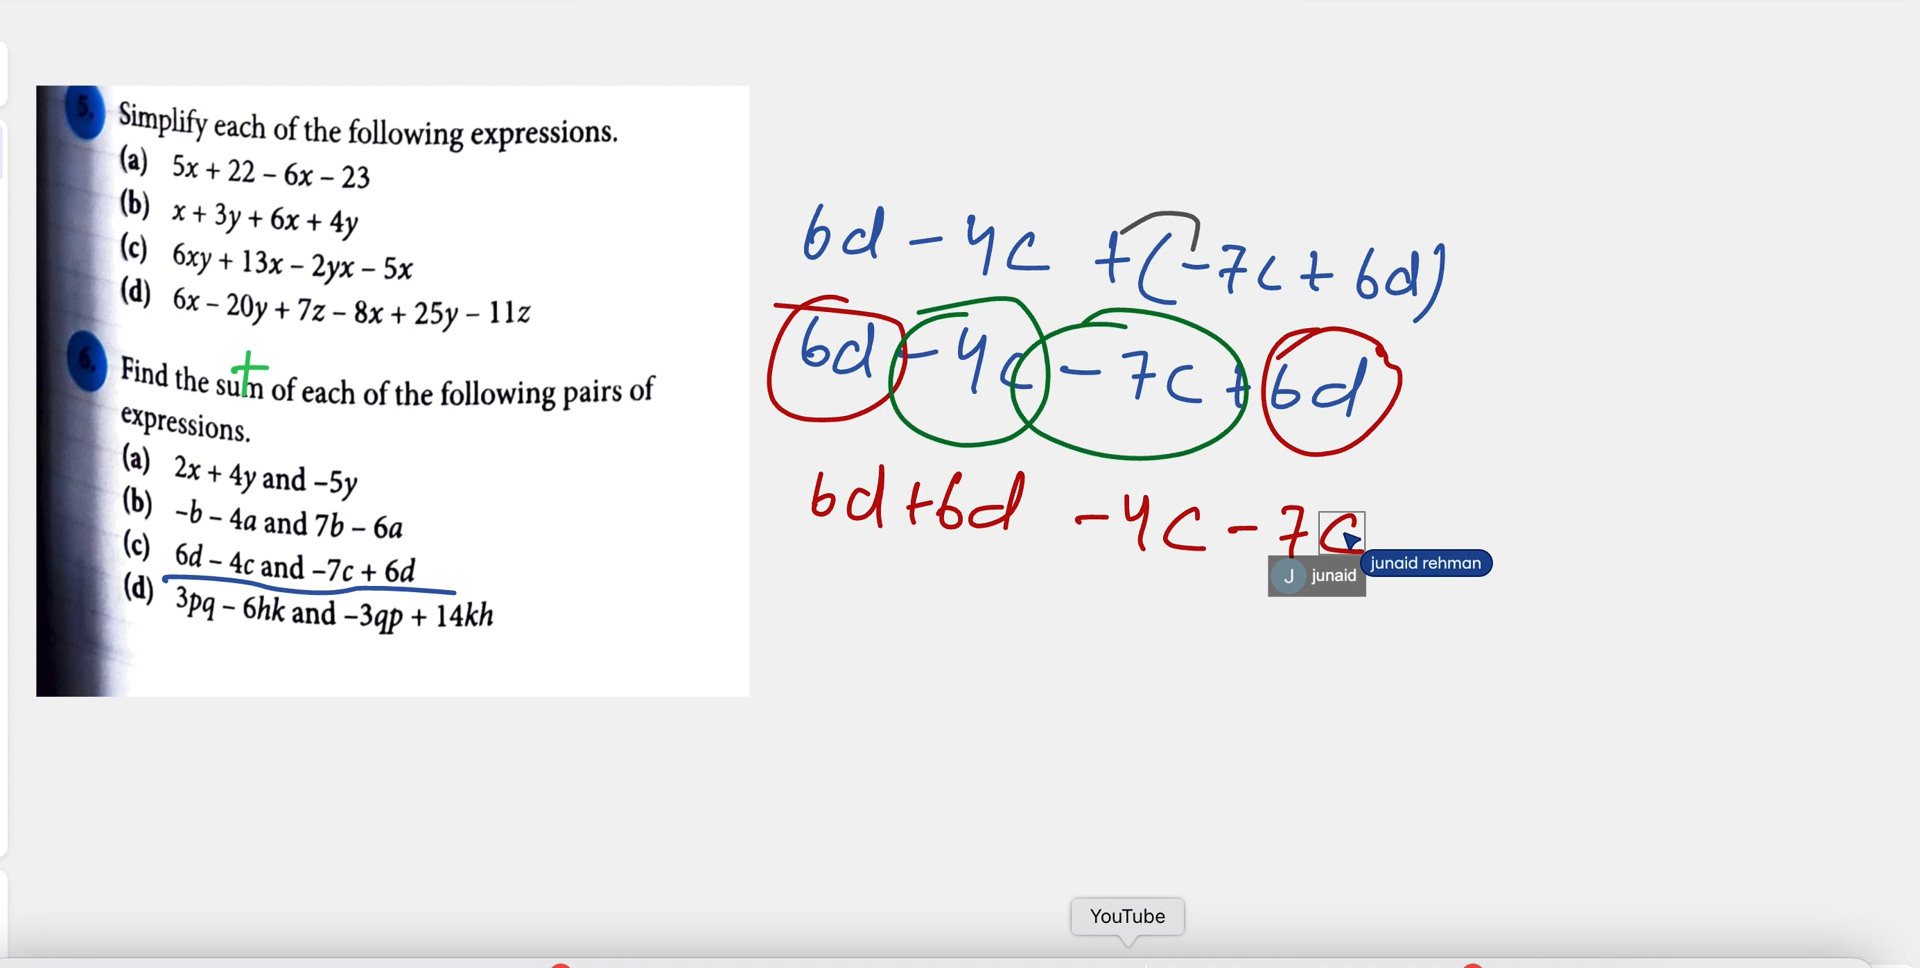 5. Simplify each of the following expressions.
(a) 5x + 22 – 6x – 23
(b) x + 3y + 6x + 4y
(c) 6xy + 13x – 2yx – 5x
(d) 6x – 20y + 7z – 8x + 25y – 11z
6. Find the sum of each of the following pairs of
expressions.
+
(a) 2x + 4y and –5y
(b) –b – 4a and 7b – 6a
(c) 6d – 4c and –7c + 6d
(d) 3pq – 6hk and –3qp + 14kh
6d – 4c + (–7c + 6d)
6d – 4c – 7c + 6d
6d + 6d – 4c – 7c
J junaid
junaid rehman
YouTube